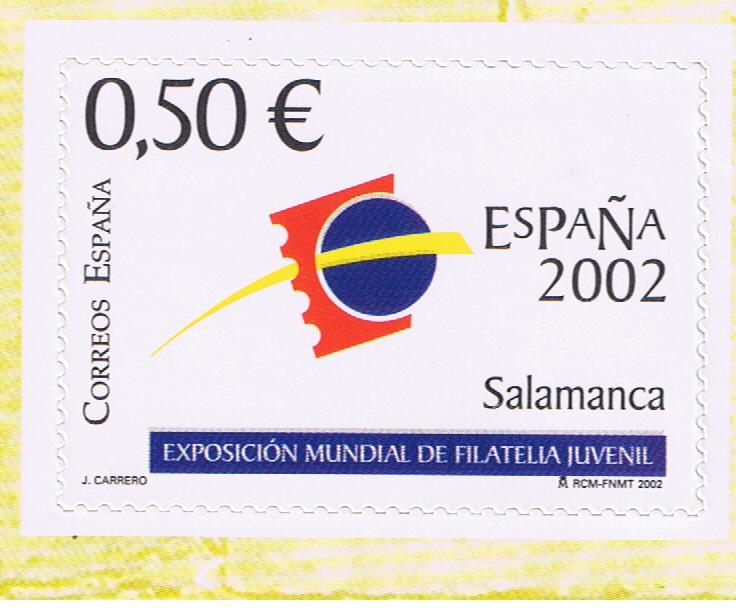 0,50 €
CORREOS ESPAÑA
ESPAÑA
2002
Salamanca
EXPOSICIÓN MUNDIAL DE FILATELIA JUVENIL
J. CARRERO
RCM-FNMT 2002